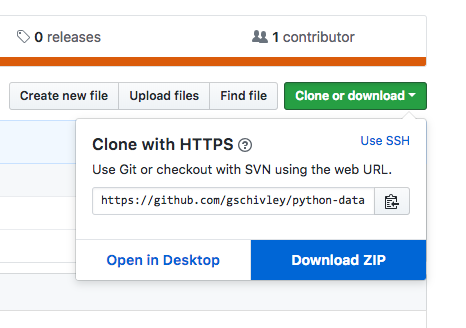 0 releases
1 contributor
Create new file
Upload files
Find file
Clone or download
Clone with HTTPS ?
Use SSH
Use Git or checkout with SVN using the web URL.
https://github.com/gschivley/python-data
Open in Desktop
Download ZIP